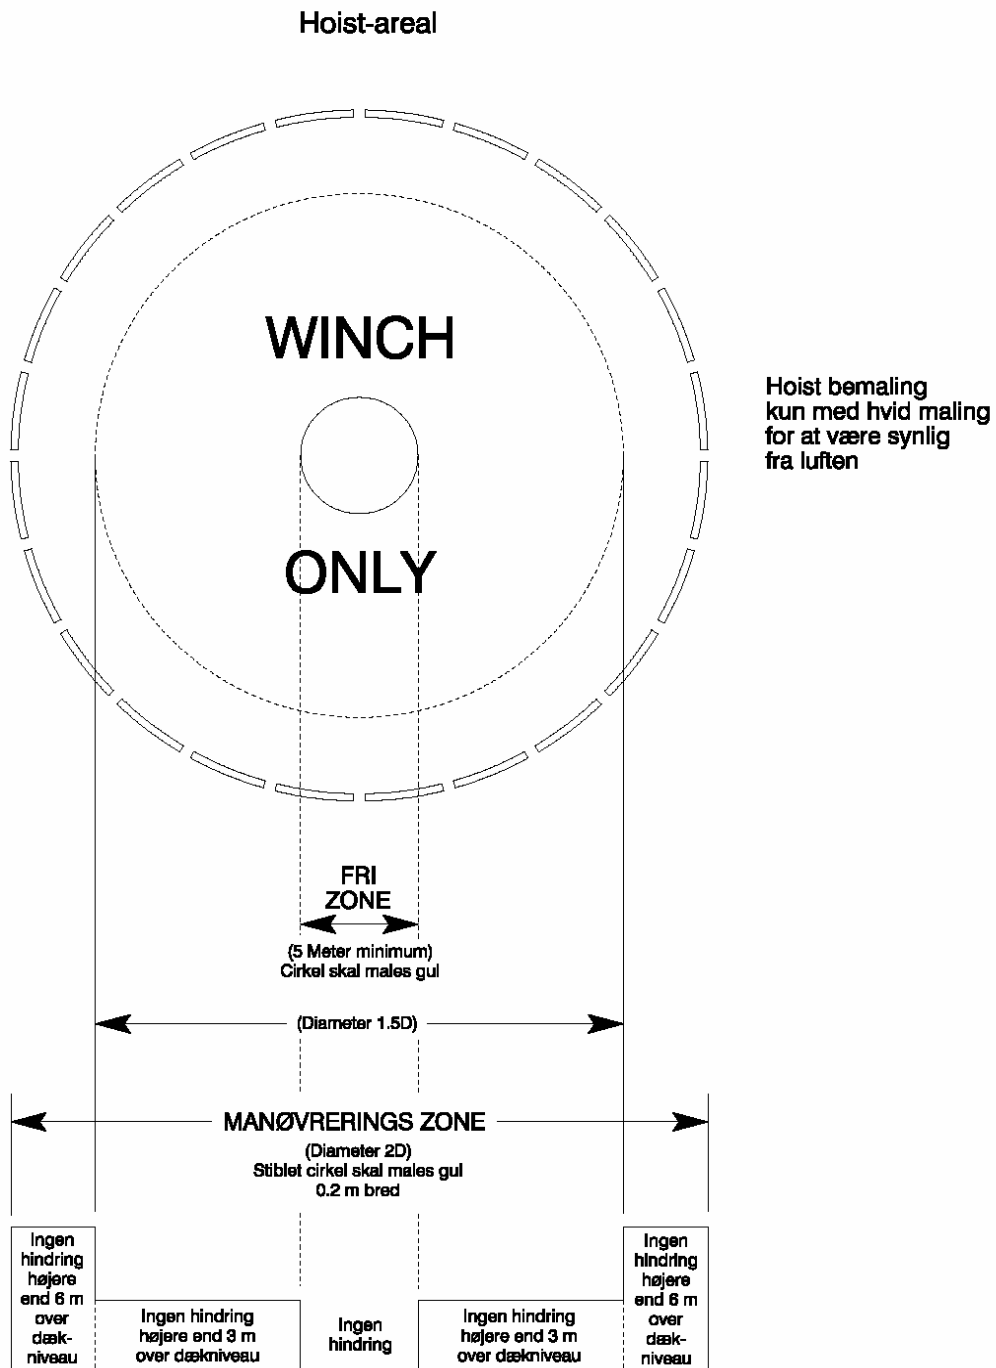 Hoist-areal
WINCH
ONLY
Hoist bemaling
kun med hvid maling
for at være synlig
fra luften
FRI
ZONE
(5 Meter minimum)
Cirkel skal males gul
(Diameter 1.5D)
MANØVRERINGS ZONE
(Diameter 2D)
Stiblet cirkel skal males gul
0.2 m bred
Ingen
hindring
højere
end 6 m
over
dæk-
niveau
Ingen hindring
højere end 3 m
over dækniveau
Ingen
hindring
Ingen hindring
højere end 3 m
over dækniveau
Ingen
hindring
højere
end 6 m
over
dæk-
niveau